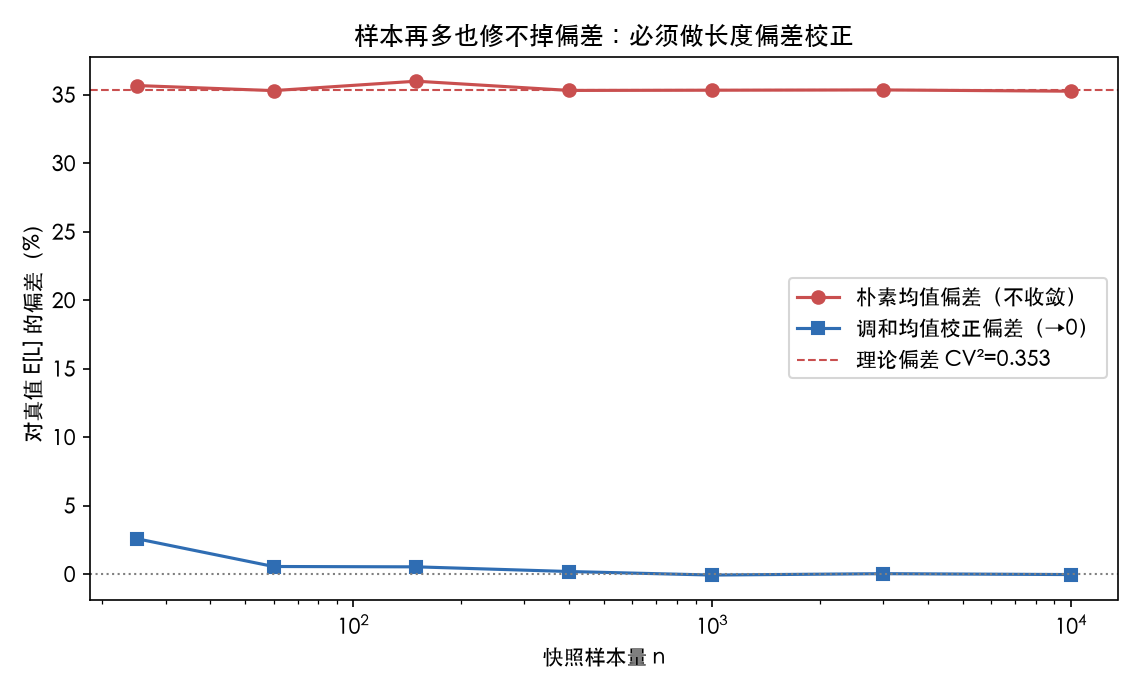 样本再多也修不掉偏差：必须做长度偏差校正
对真值 E[L] 的偏差（%）
35
30
25
20
15
10
5
0
朴素均值偏差（不收敛）
调和均值校正偏差（→0）
理论偏差 CV²=0.353
10²
10³
10⁴
快照样本量 n